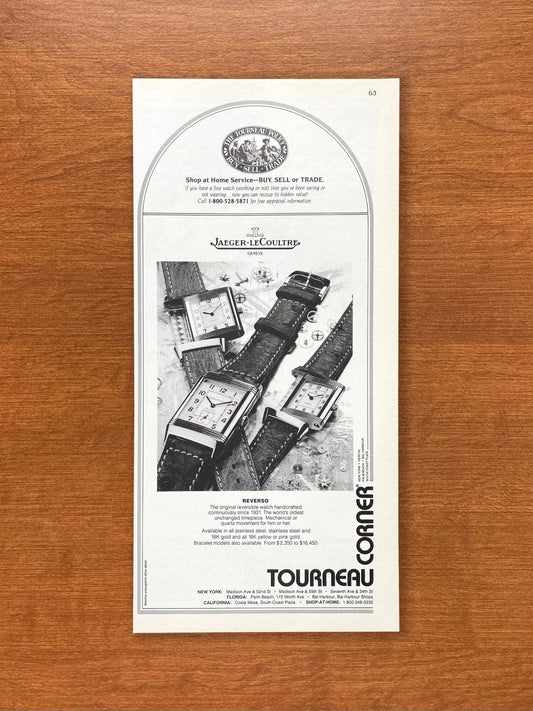 63
THE TOURNEAU POLICY
BUY · SELL · TRADE
Shop at Home Service—BUY, SELL or TRADE.
If you have a fine watch (working or not) that you've been saving or
not wearing ...now you can recoup its hidden value!
Call 1-800-528-5871 for free appraisal information
JAEGER-LECOULTRE
GENEVE
REVERSO
The original reversible watch handcrafted
continuously since 1931. The world's oldest
unchanged timepiece. Mechanical or
quartz movement for him or her.
Available in all stainless steel, stainless steel and
18K gold and all 18K yellow or pink gold.
Bracelet models also available. From $2,350 to $16,450.
TOURNEAU
CORNER
NEW YORK: Madison Ave & 52nd St • Madison Ave & 59th St • Seventh Ave & 34th St
FLORIDA: Palm Beach, 175 Worth Ave • Bal Harbour, Bal Harbour Shops
CALIFORNIA: Costa Mesa, South Coast Plaza • SHOP-AT-HOME: 1-800-348-3332